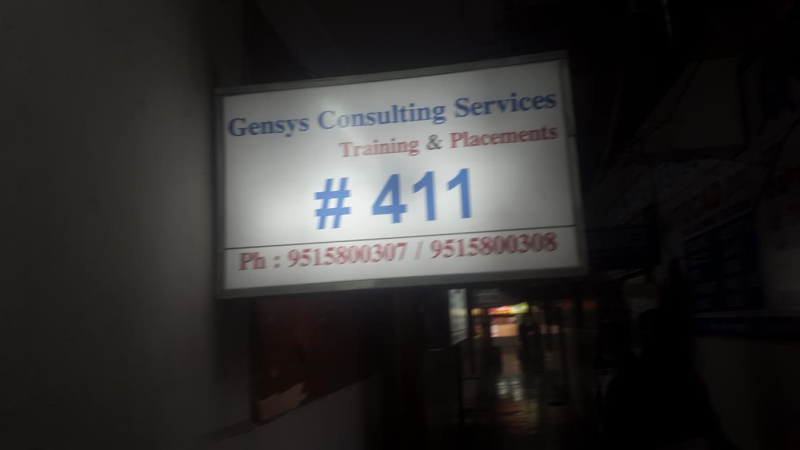 Gensys Consulting Services
Training & Placements
# 411
Ph : 9515800307 / 9515800308